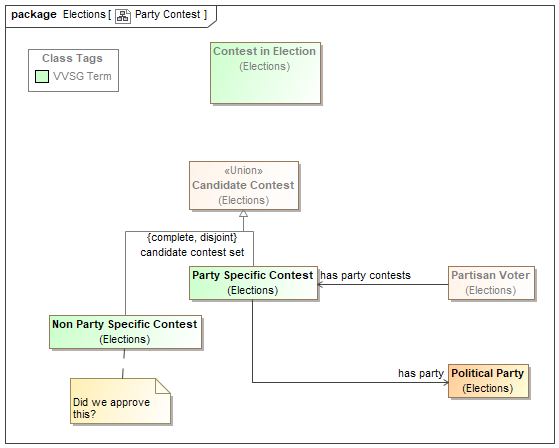 package Elections [ Party Contest ]
Class Tags
VVSG Term
Contest in Election
(Elections)
«Union»
Candidate Contest
(Elections)
{complete, disjoint}
candidate contest set
Party Specific Contest
(Elections)
has party contests
Partisan Voter
(Elections)
Non Party Specific Contest
(Elections)
has party
Political Party
(Elections)
Did we approve
this?